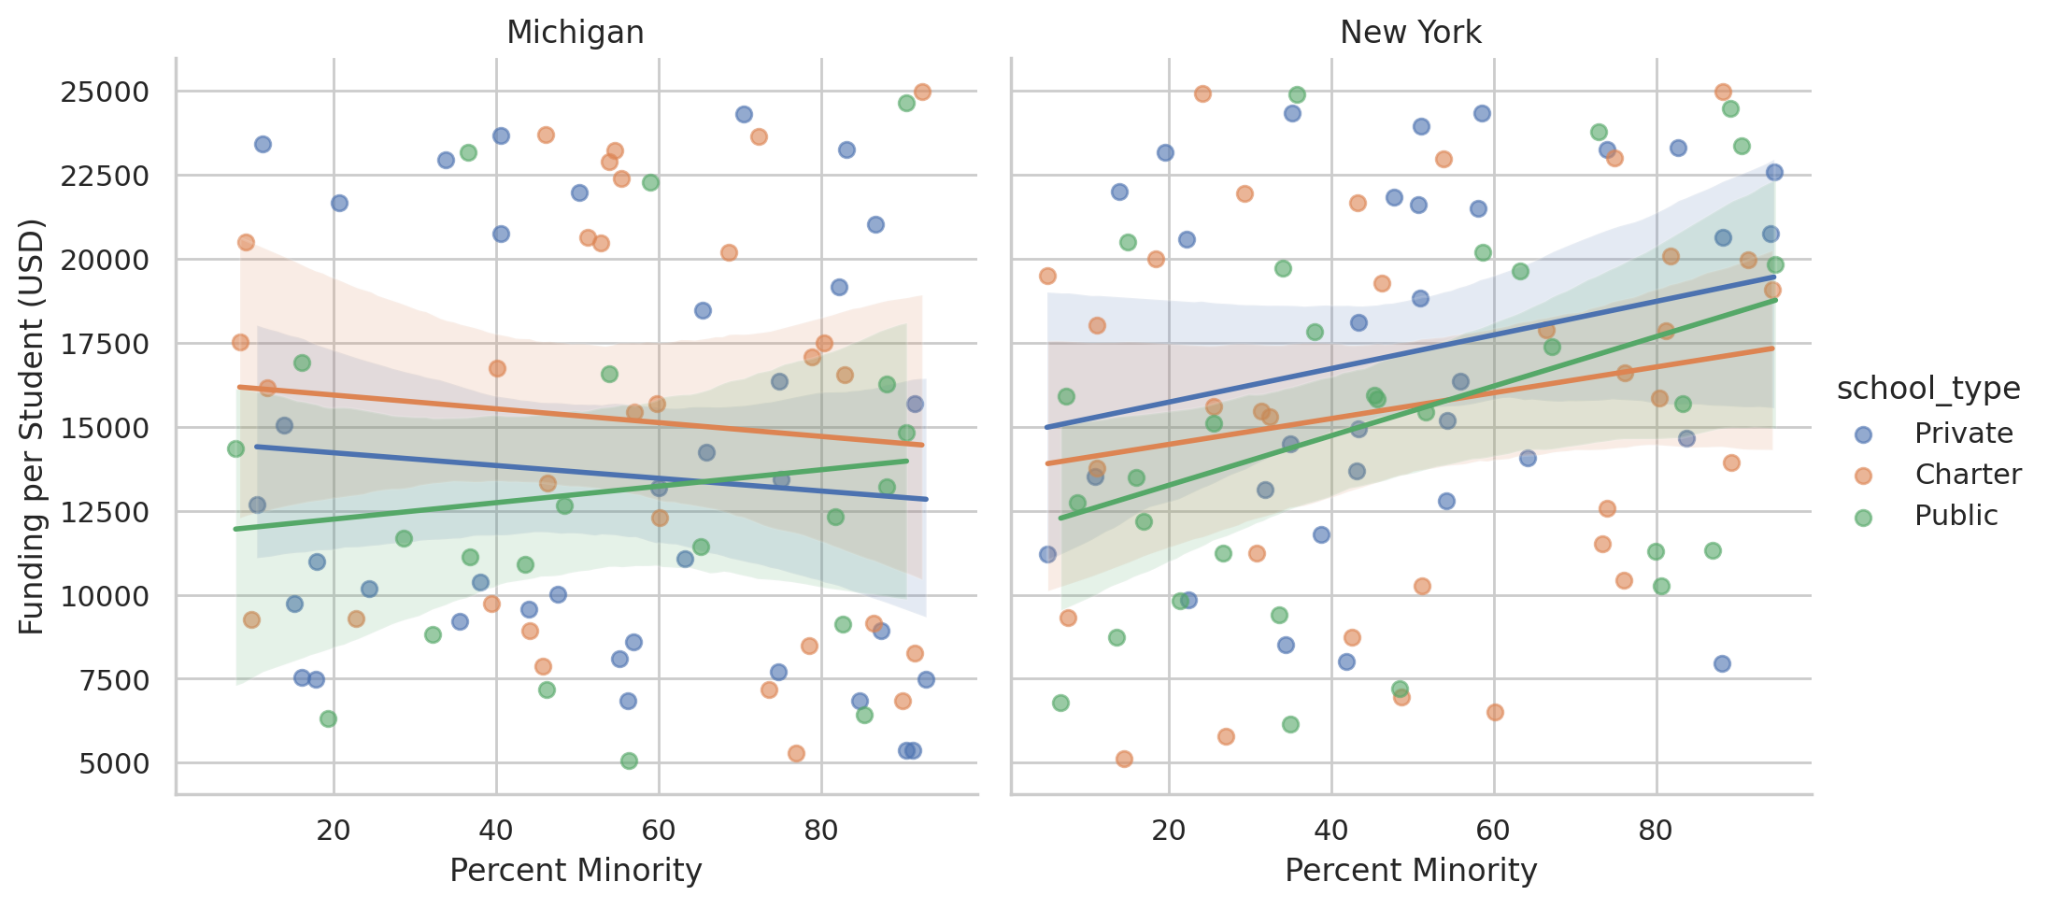 Michigan
New York
Funding per Student (USD)
25000
22500
20000
17500
15000
12500
10000
7500
5000
20 40 60 80
20 40 60 80
Percent Minority
Percent Minority
school_type
Private
Charter
Public